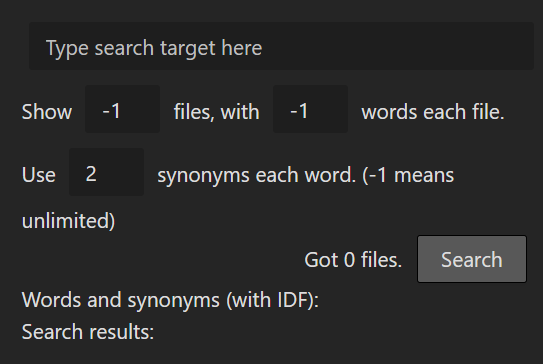 Type search target here
Show -1 files, with -1 words each file.
Use 2 synonyms each word. (-1 means
unlimited)
Got 0 files. Search
Words and synonyms (with IDF):
Search results: